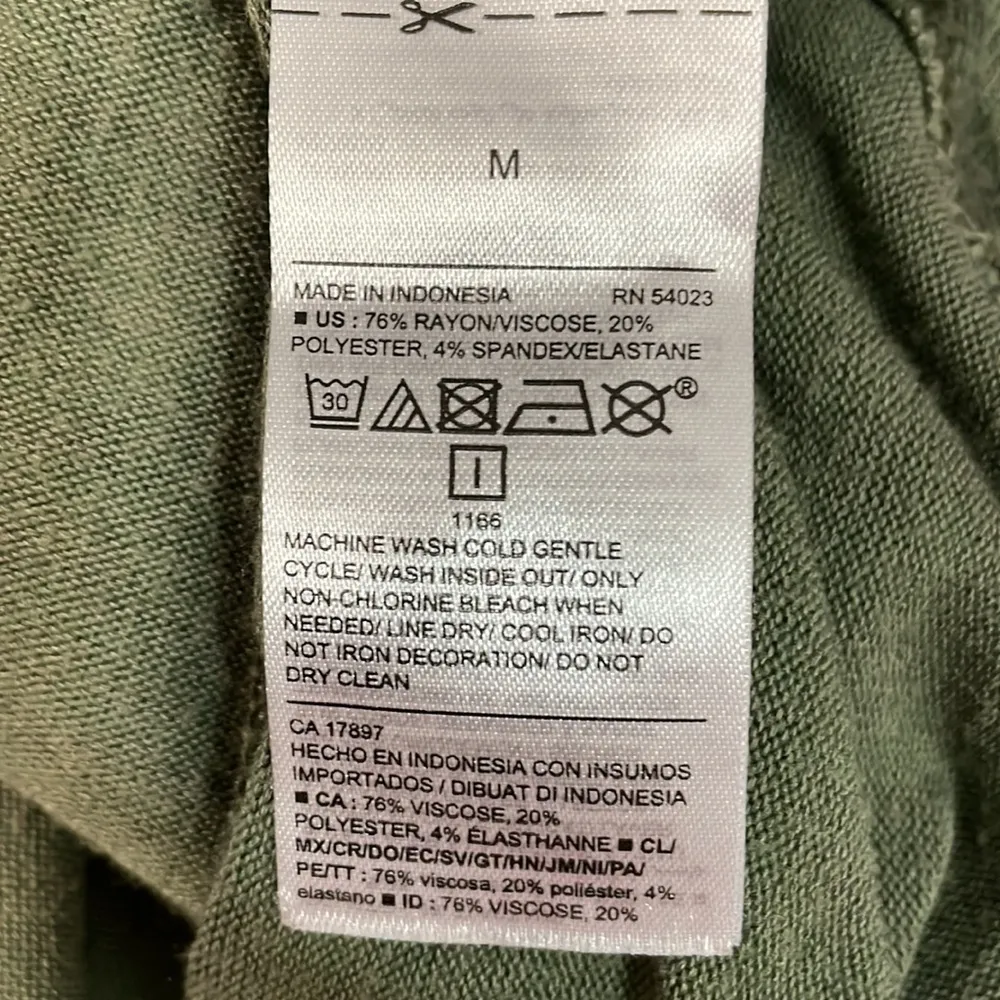 M
MADE IN INDONESIA RN 54023
■ US : 76% RAYON/VISCOSE, 20%
POLYESTER, 4% SPANDEX/ELASTANE
30
®
1166
MACHINE WASH COLD GENTLE
CYCLE/ WASH INSIDE OUT/ ONLY
NON-CHLORINE BLEACH WHEN
NEEDED/ LINE DRY/ COOL IRON/ DO
NOT IRON DECORATION/ DO NOT
DRY CLEAN
CA 17897
HECHO EN INDONESIA CON INSUMOS
IMPORTADOS / DIBUAT DI INDONESIA
■ CA : 76% VISCOSE, 20%
POLYESTER, 4% ÉLASTHANNE ■ CL/
MX/CR/DO/EC/SV/GT/HN/JM/NI/PA/
PE/TT : 76% viscosa, 20% poliéster, 4%
elastano ■ ID : 76% VISCOSE, 20%